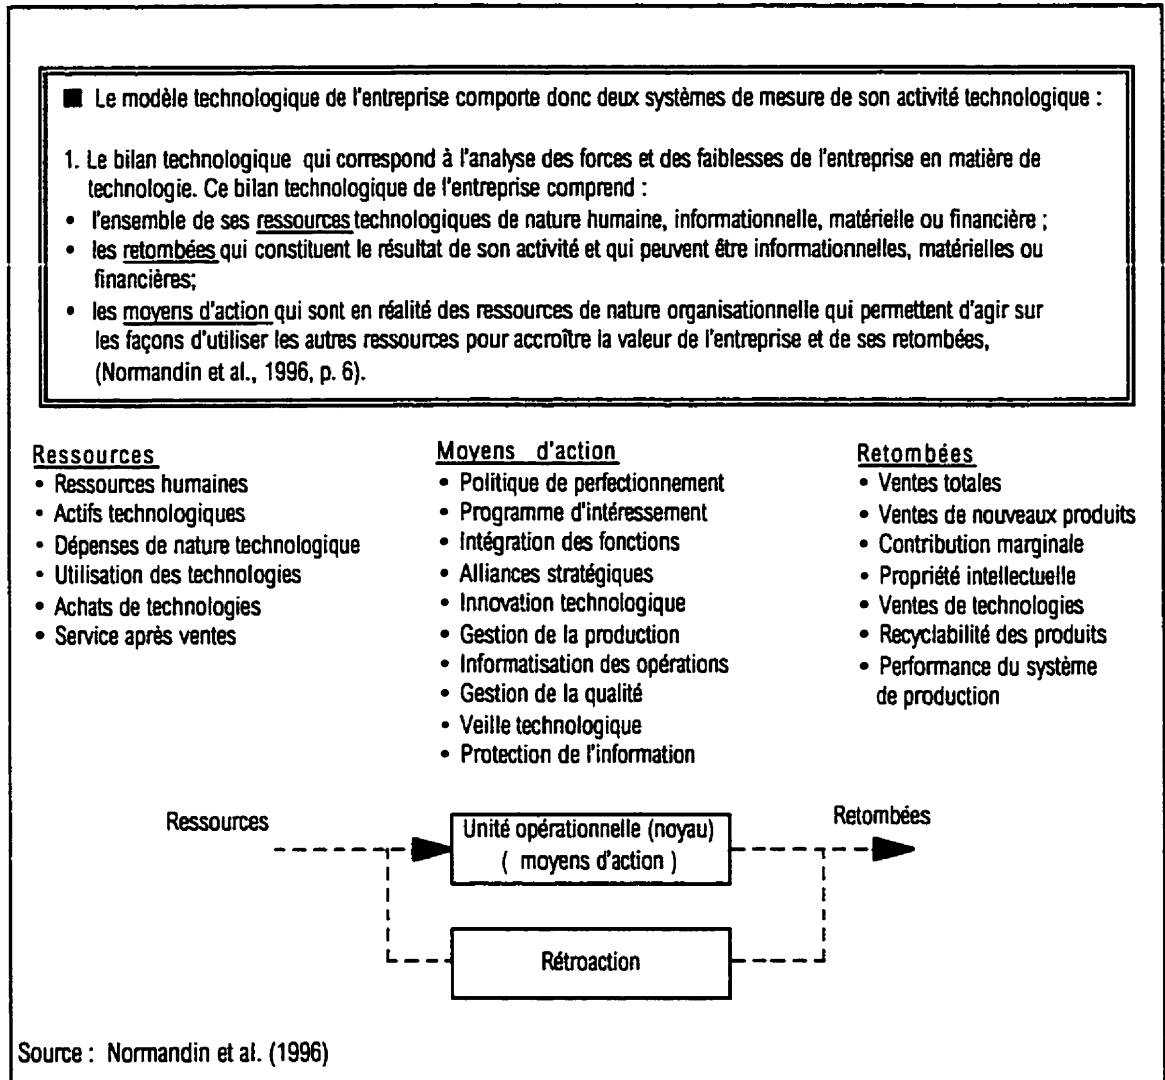 ■ Le modèle technologique de l'entreprise comporte donc deux systèmes de mesure de son activité technologique :
1. Le bilan technologique qui correspond à l'analyse des forces et des faiblesses de l'entreprise en matière de
technologie. Ce bilan technologique de l'entreprise comprend :
• l'ensemble de ses ressources technologiques de nature humaine, informationnelle, matérielle ou financière ;
• les retombées qui constituent le résultat de son activité et qui peuvent être informationnelles, matérielles ou
financières;
• les moyens d'action qui sont en réalité des ressources de nature organisationnelle qui permettent d'agir sur
les façons d'utiliser les autres ressources pour accroître la valeur de l'entreprise et de ses retombées,
(Normandin et al., 1996, p. 6).
Ressources
• Ressources humaines
• Actifs technologiques
• Dépenses de nature technologique
• Utilisation des technologies
• Achats de technologies
• Service après ventes
Moyens d'action
• Politique de perfectionnement
• Programme d'intéressement
• Intégration des fonctions
• Alliances stratégiques
• Innovation technologique
• Gestion de la production
• Informatisation des opérations
• Gestion de la qualité
• Veille technologique
• Protection de l'information
Retombées
• Ventes totales
• Ventes de nouveaux produits
• Contribution marginale
• Propriété intellectuelle
• Ventes de technologies
• Recyclabilité des produits
• Performance du système
de production
Ressources
Unité opérationnelle (noyau)
( moyens d'action )
Retombées
Rétroaction
Source : Normandin et al. (1996)